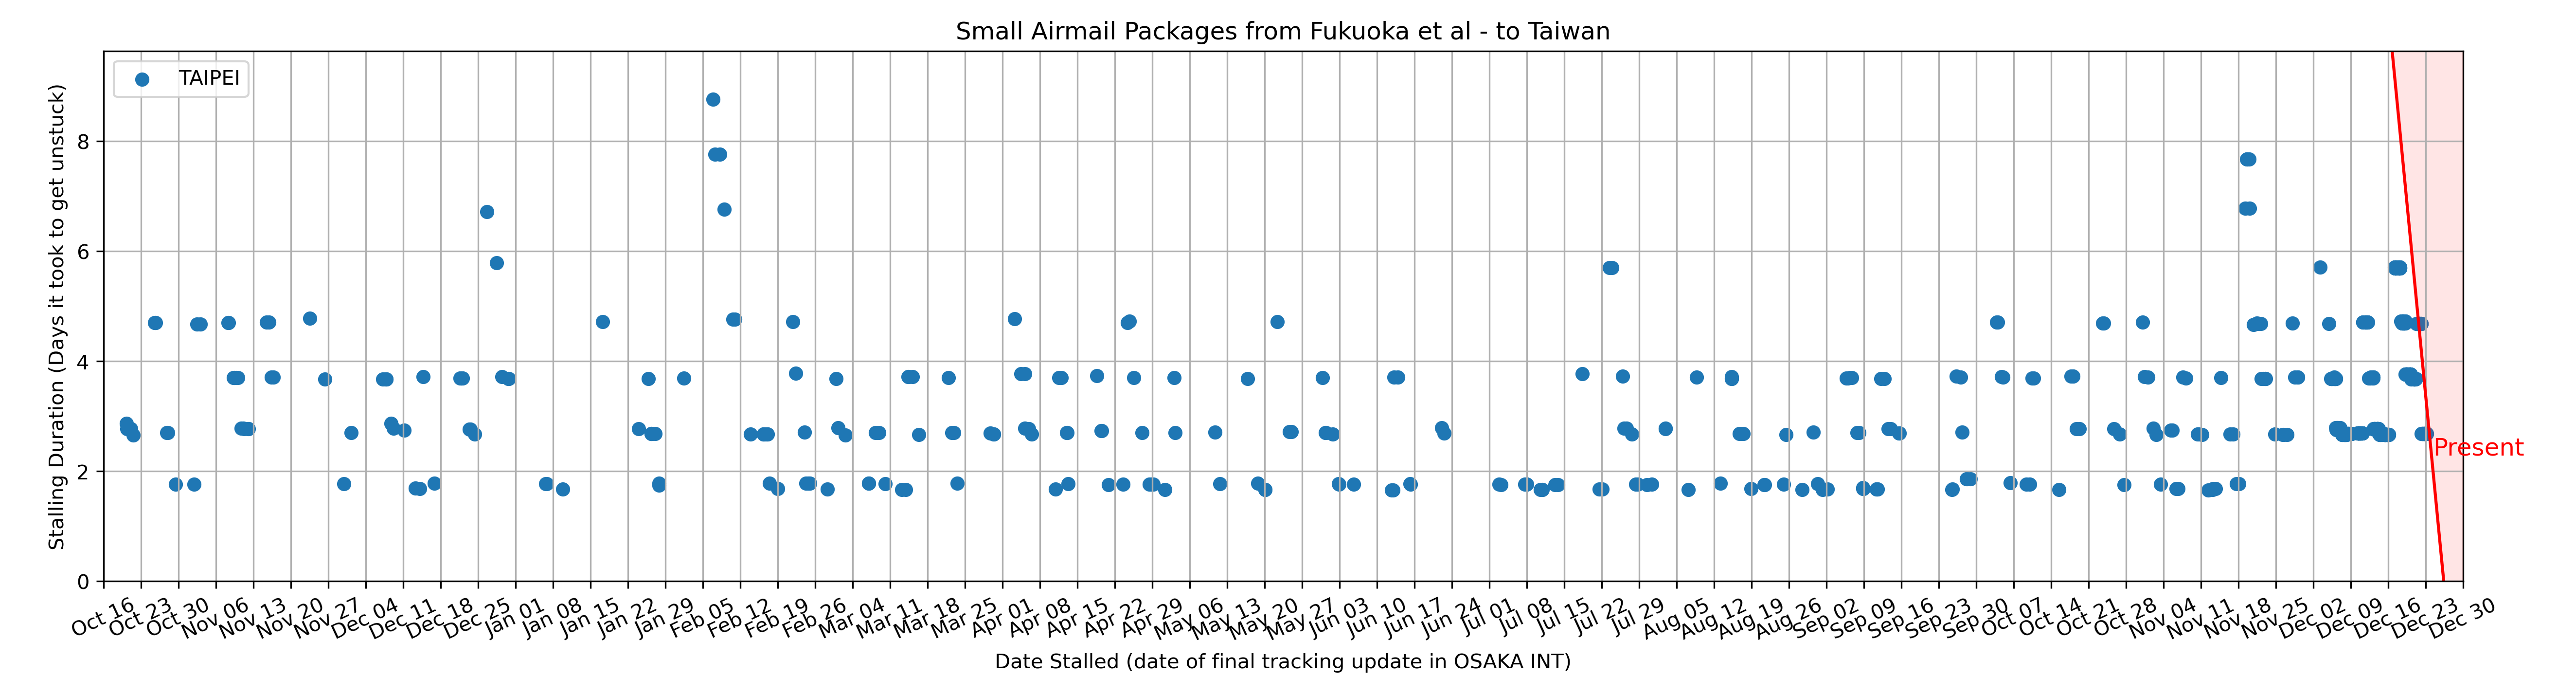 Small Airmail Packages from Fukuoka et al - to Taiwan
TAIPEI
Stalling Duration (Days it took to get unstuck)
8
6
4
2
0
Present
Oct 16
Oct 23
Oct 30
Nov 06
Nov 13
Nov 20
Nov 27
Dec 04
Dec 11
Dec 18
Dec 25
Jan 01
Jan 08
Jan 15
Jan 22
Jan 29
Feb 05
Feb 12
Feb 19
Feb 26
Mar 04
Mar 11
Mar 18
Mar 25
Apr 01
Apr 08
Apr 15
Apr 22
Apr 29
May 06
May 13
May 20
May 27
Jun 03
Jun 10
Jun 17
Jun 24
Jul 01
Jul 08
Jul 15
Jul 22
Jul 29
Aug 05
Aug 12
Aug 19
Aug 26
Sep 02
Sep 09
Sep 16
Sep 23
Sep 30
Oct 07
Oct 14
Oct 21
Oct 28
Nov 04
Nov 11
Nov 18
Nov 25
Dec 02
Dec 09
Dec 16
Dec 23
Dec 30
Date Stalled (date of final tracking update in OSAKA INT)